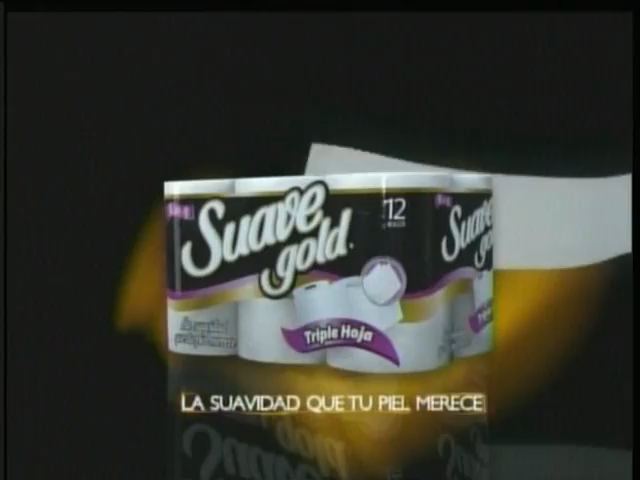 Suave
gold
12
Suave
gold
Triple Hoja
LA SUAVIDAD QUE TU PIEL MERECE